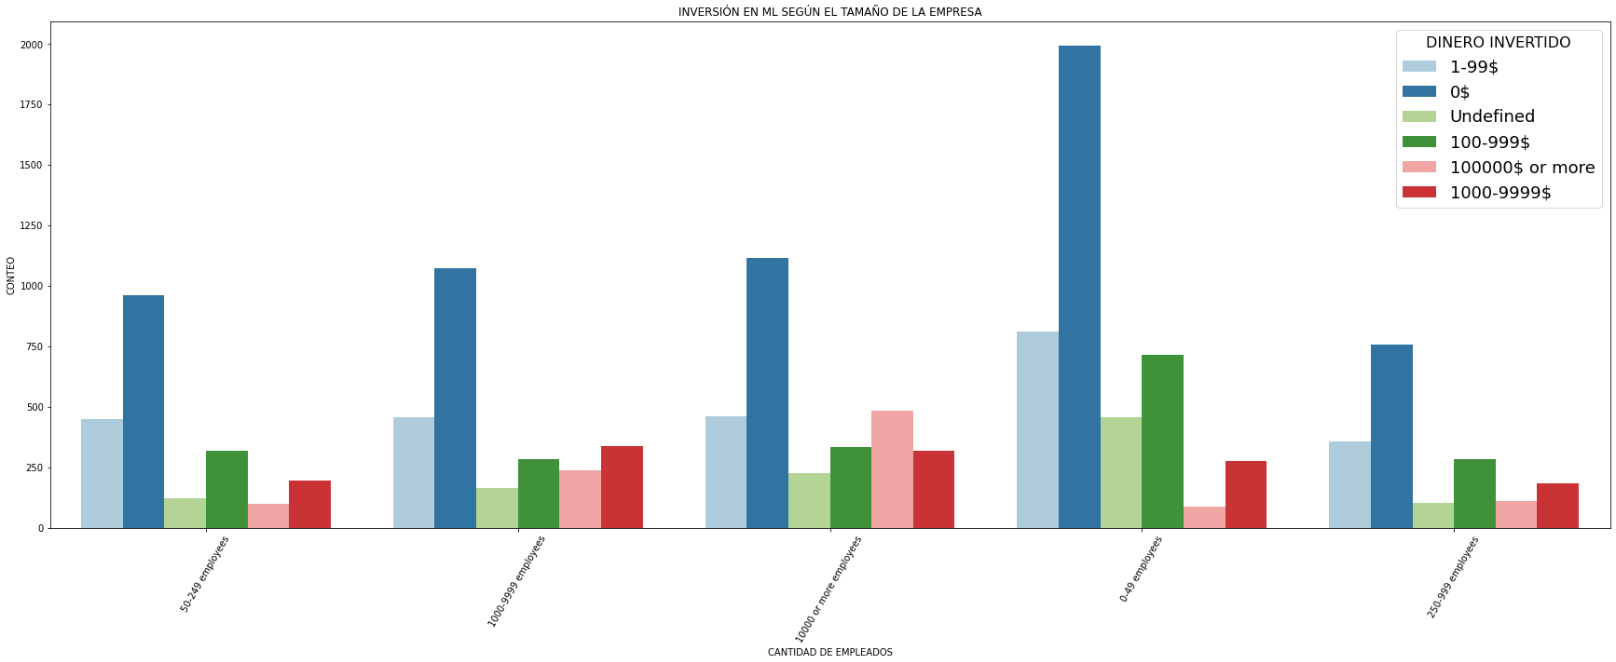 INVERSIÓN EN ML SEGÚN EL TAMAÑO DE LA EMPRESA
DINERO INVERTIDO
1-99$
0$
Undefined
100-999$
100000$ or more
1000-9999$
CONTEO
2000
1750
1500
1250
1000
750
500
250
0
50-249 employees
1000-9999 employees
10000 or more employees
0-49 employees
250-999 employees
CANTIDAD DE EMPLEADOS